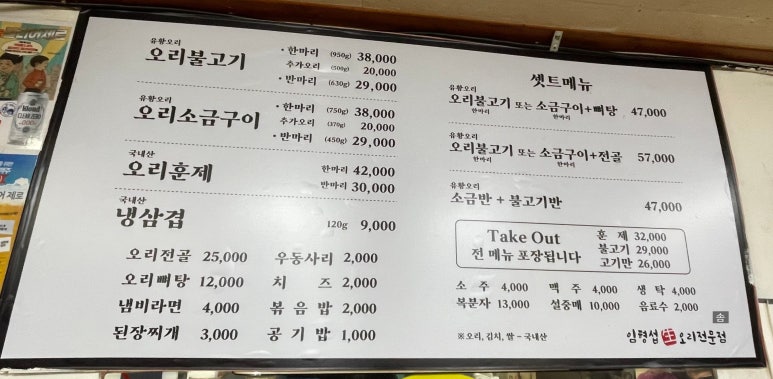 유황오리
오리불고기
• 한마리 (950g) 38,000
추가오리 (500g) 20,000
• 반마리 (630g) 29,000
유황오리
오리소금구이
• 한마리 (750g) 38,000
추가오리 (370g) 20,000
• 반마리 (450g) 29,000
국내산
오리훈제
한마리 42,000
반마리 30,000
국내산
냉삼겹 120g 9,000
오리전골 25,000 우동사리 2,000
오리뼈탕 12,000 치 즈 2,000
냄비라면 4,000 볶음밥 2,000
된장찌개 3,000 공기밥 1,000
셋트메뉴
유황오리
오리불고기 또는 소금구이+뼈탕 47,000
한마리 한마리
유황오리
오리불고기 또는 소금구이+전골 57,000
한마리 한마리
유황오리
소금반 + 불고기반 47,000
Take Out
전 메뉴 포장됩니다
훈 제 32,000
불고기 29,000
고기만 26,000
소 주 4,000 맥 주 4,000 생 탁 4,000
복분자 13,000 설중매 10,000 음료수 2,000
솜
※오리, 김치, 쌀 – 국내산
임형섭 生 오리전문점